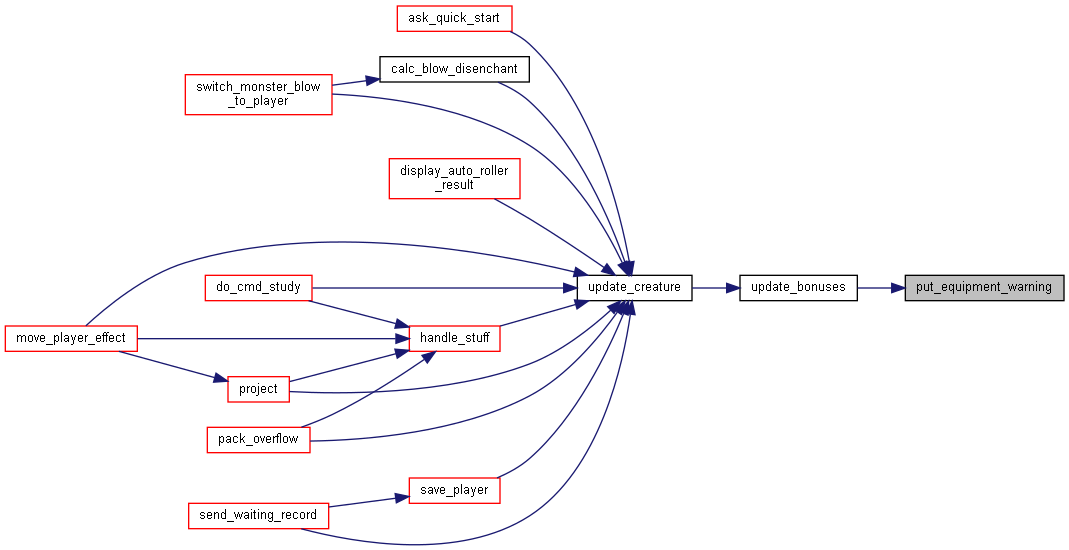 ask_quick_start
calc_blow_disenchant
switch_monster_blow
_to_player
display_auto_roller
_result
do_cmd_study
update_creature
update_bonuses
put_equipment_warning
move_player_effect
handle_stuff
project
pack_overflow
save_player
send_waiting_record